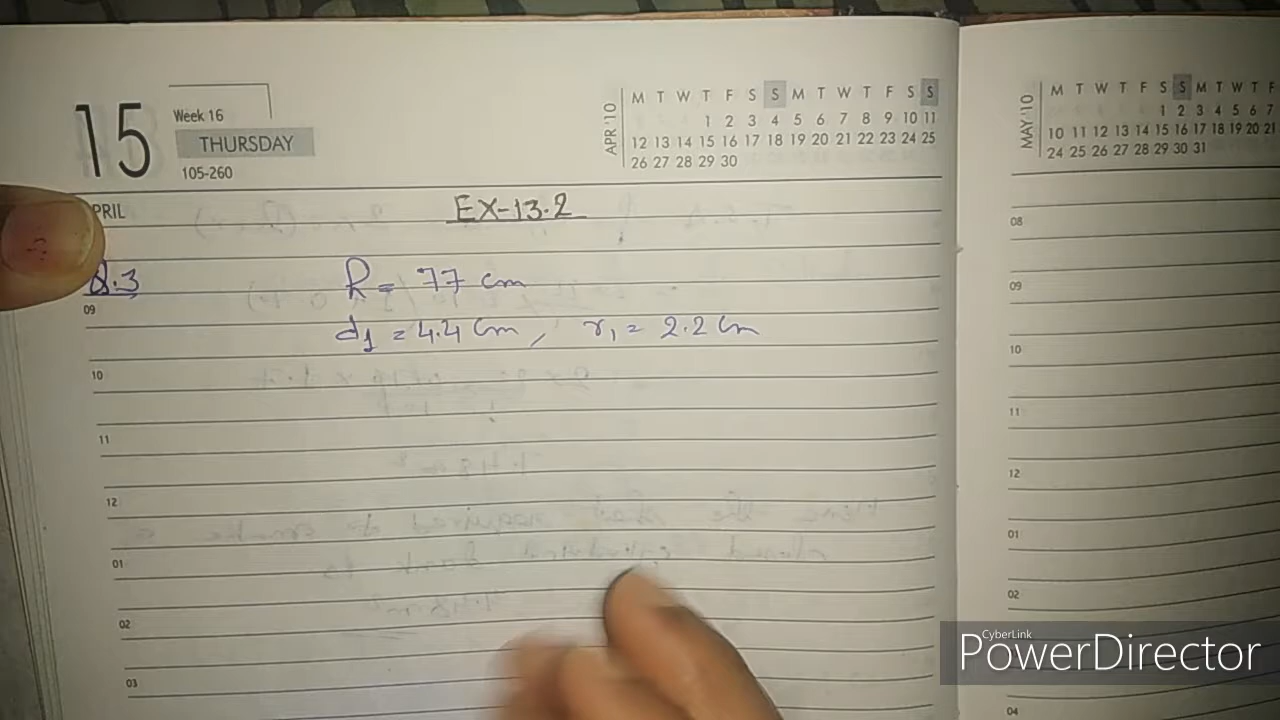 15
Week 16
THURSDAY
105-260
APR '10
M T W T F S S M T W T F S S
1 2 3 4 5 6 7 8 9 10 11
12 13 14 15 16 17 18 19 20 21 22 23 24 25
26 27 28 29 30
PRIL
EX-13.2
Q.3 R = 77 cm
d1 = 4.4 cm, r1 = 2.2 cm
09
10
11
12
01
02
03
MAY '10
M T W T F S S M T W T F
1 2 3 4 5 6 7
10 11 12 13 14 15 16 17 18 19 20 21
24 25 26 27 28 29 30 31
08
09
10
11
12
01
02
04
CyberLink
PowerDirector